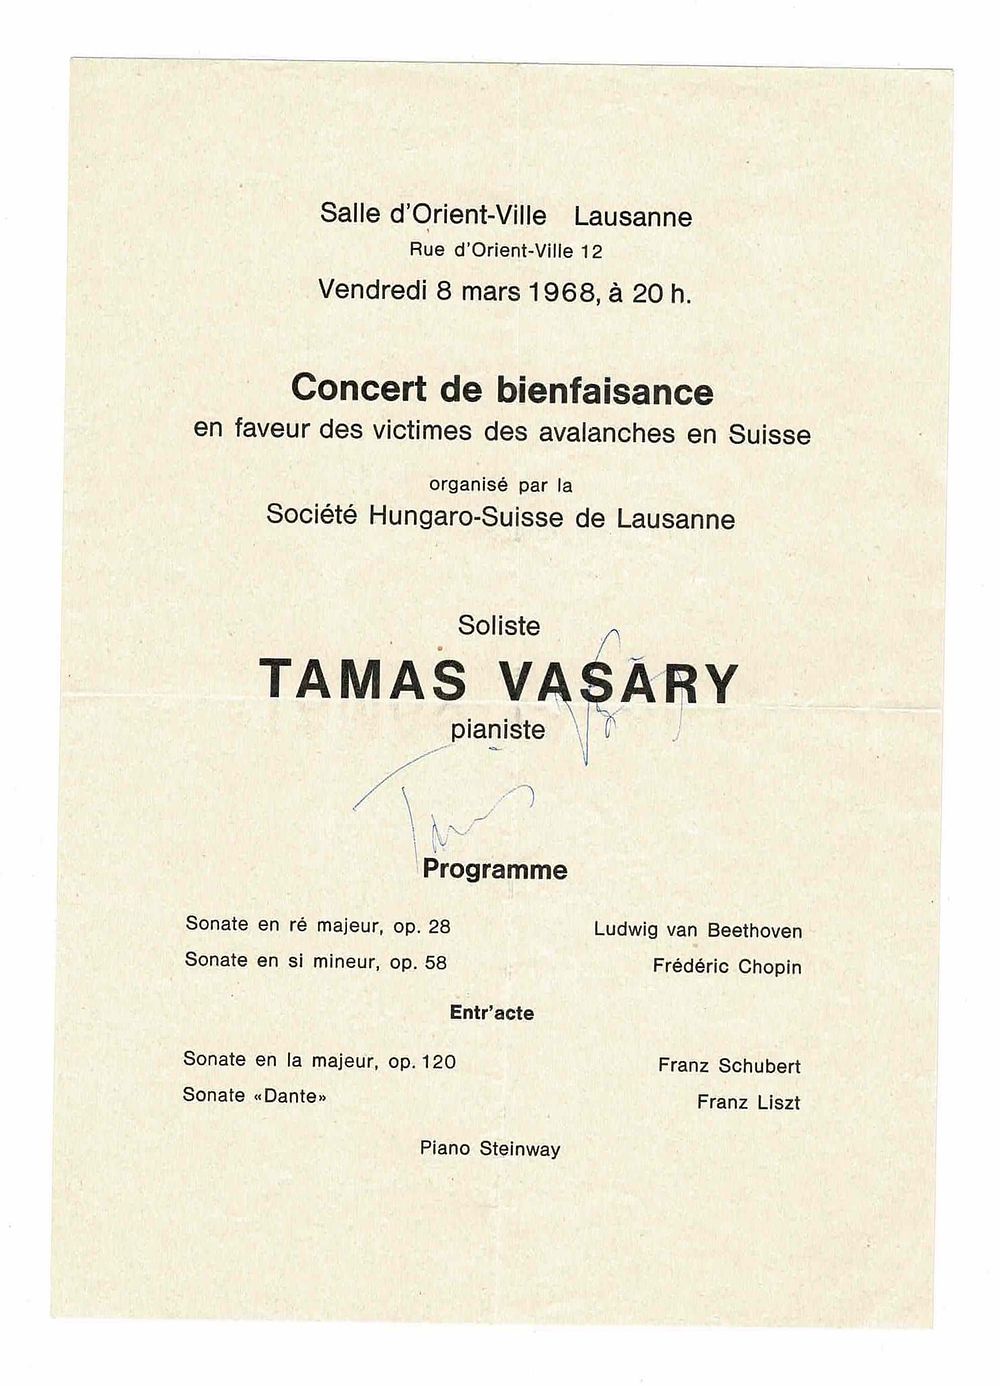 Salle d'Orient-Ville Lausanne
Rue d'Orient-Ville 12
Vendredi 8 mars 1968, à 20 h.
Concert de bienfaisance
en faveur des victimes des avalanches en Suisse
organisé par la
Société Hungaro-Suisse de Lausanne
Soliste
TAMAS VASARY
pianiste
Programme
Sonate en ré majeur, op. 28 Ludwig van Beethoven
Sonate en si mineur, op. 58 Frédéric Chopin
Entr'acte
Sonate en la majeur, op. 120 Franz Schubert
Sonate «Dante» Franz Liszt
Piano Steinway